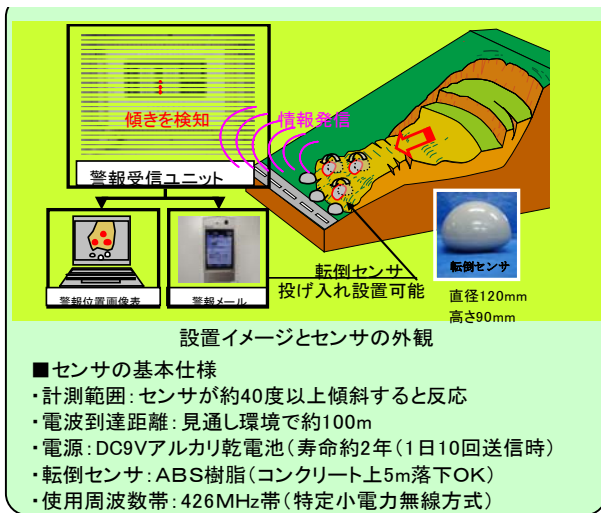 傾きを検知
情報発信
警報受信ユニット
警報位置画像表
警報メール
転倒センサ
投げ入れ設置可能
転倒センサ
直径120mm
高さ90mm
設置イメージとセンサの外観
■センサの基本仕様
・計測範囲:センサが約40度以上傾斜すると反応
・電波到達距離:見通し環境で約100m
・電源:DC9Vアルカリ乾電池(寿命約2年(1日10回送信時)
・転倒センサ:ABS樹脂(コンクリート上5m落下OK)
・使用周波数帯:426MHz帯(特定小電力無線方式)